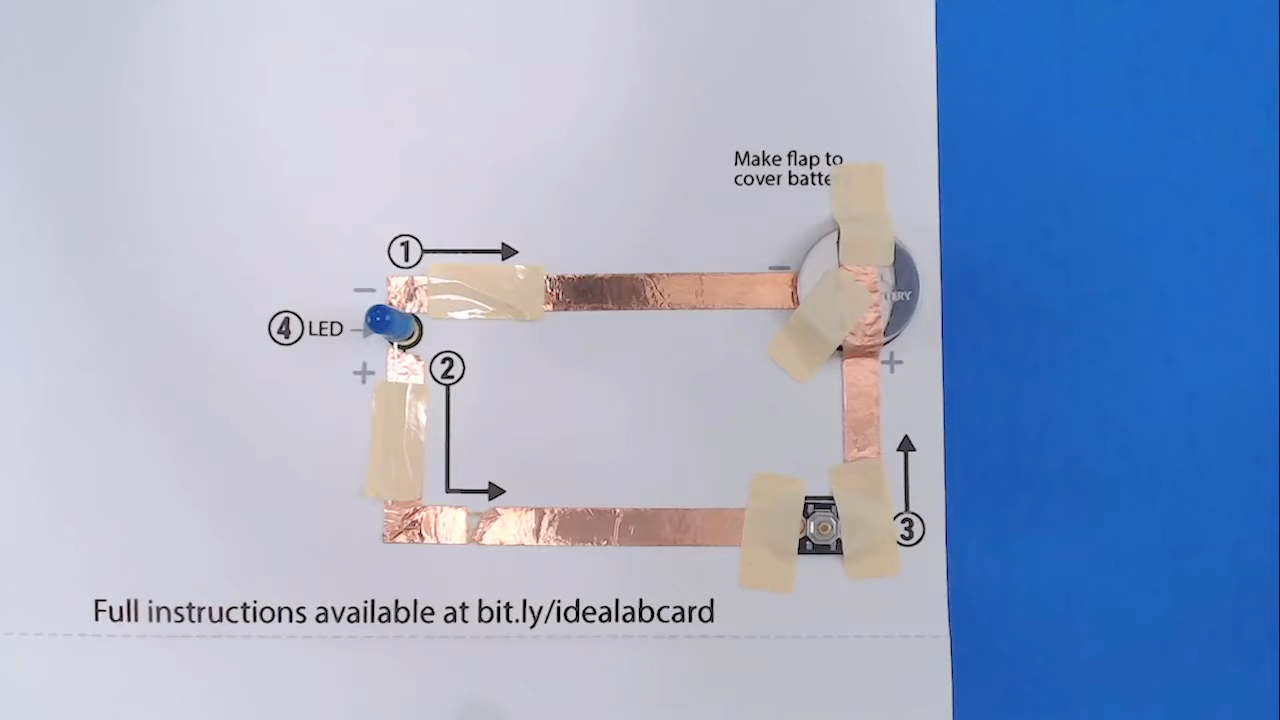 Make flap to
cover batte
1
-
-
4 LED
2
+
+
3
Full instructions available at bit.ly/idealabcard